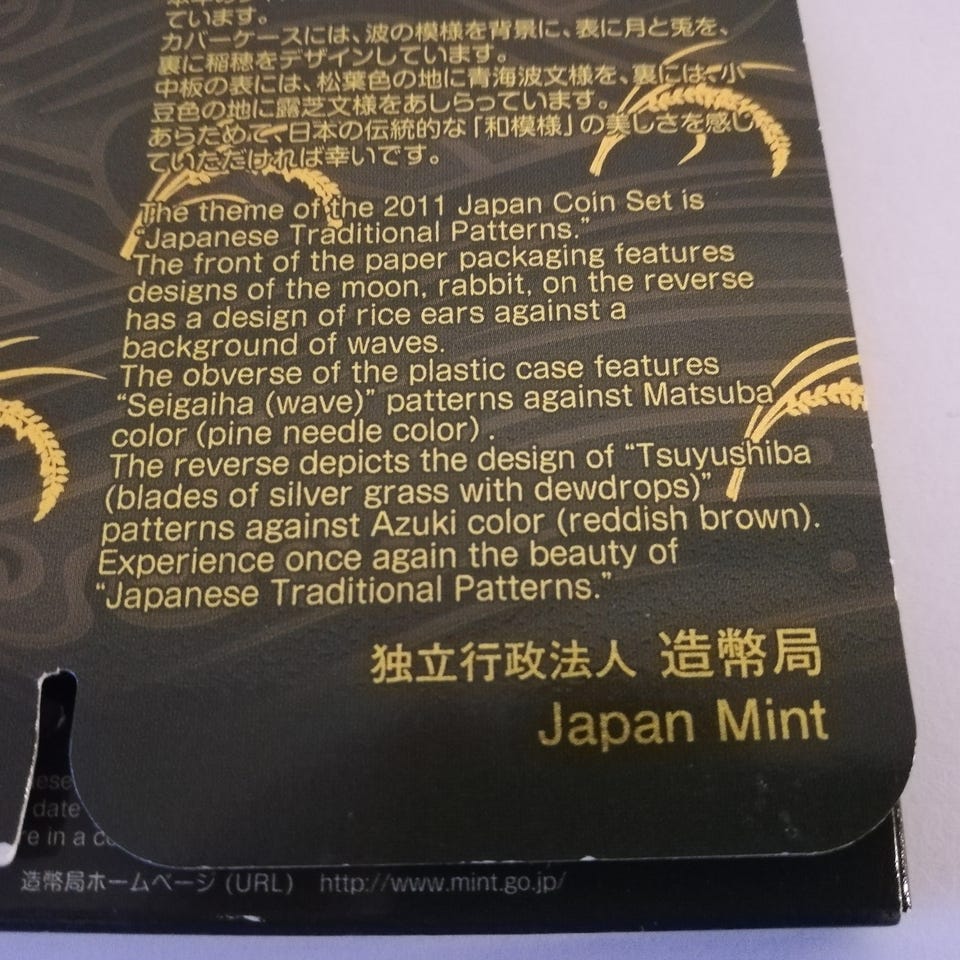 ています。
カバーケースには、波の模様を背景に、表に月と兎を、
裏に稲穂をデザインしています。
中板の表には、松葉色の地に青海波文様を、裏には、小
豆色の地に露芝文様をあしらっています。
あらためて、日本の伝統的な「和模様」の美しさを感じ
ていただければ幸いです。
The theme of the 2011 Japan Coin Set is
“Japanese Traditional Patterns.”
The front of the paper packaging features
designs of the moon, rabbit, on the reverse
has a design of rice ears against a
background of waves.
The obverse of the plastic case features
“Seigaiha (wave)” patterns against Matsuba
color (pine needle color).
The reverse depicts the design of “Tsuyushiba
(blades of silver grass with dewdrops)”
patterns against Azuki color (reddish brown).
Experience once again the beauty of
“Japanese Traditional Patterns.”
独立行政法人 造幣局
Japan Mint
date
in a
造幣局ホームページ (URL) http://www.mint.go.jp/